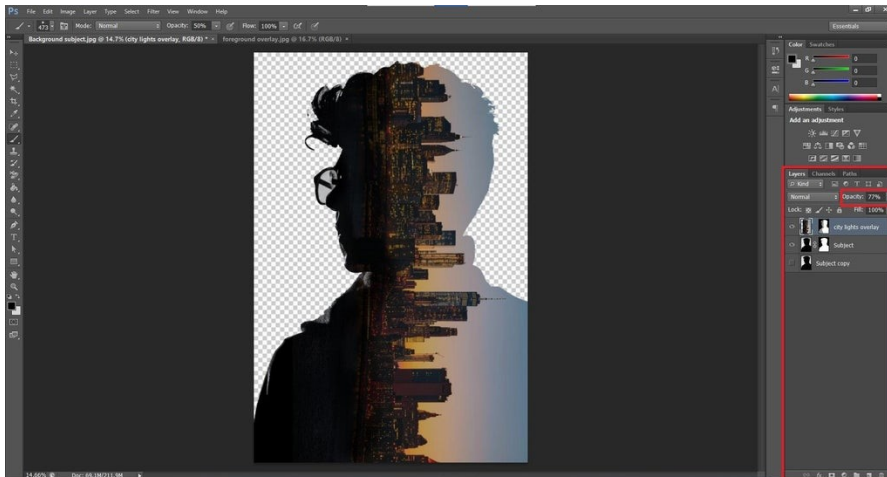 Ps File Edit Image Layer Type Select Filter View Window Help
473 Mode: Normal Opacity: 50% Flow: 100% Essentials
Background subject.jpg @ 14.7% (city lights overlay, RGB/8) * × foreground overlay.jpg @ 16.7% (RGB/8) ×
Color Swatches
R 0
G 0
B 0
Adjustments Styles
Add an adjustment
Layers Channels Paths
Kind
Normal Opacity: 77%
Lock: Fill: 100%
city lights overlay
Subject
Subject copy
14.66% Doc: 69.1M/211.9M